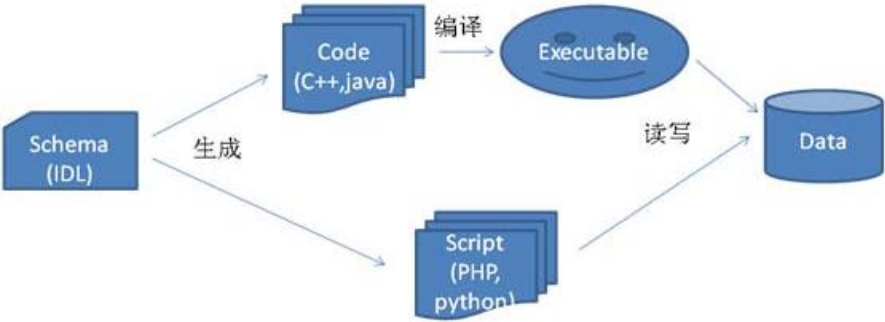 Code
(C++,java)
编译
Executable
Schema
(IDL)
生成
读写
Data
Script
(PHP,
python)